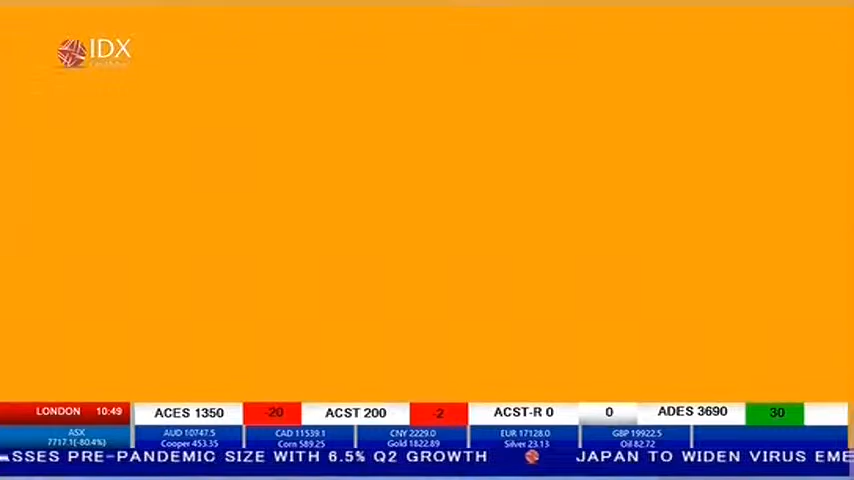 IDX
LONDON 10:49
ACES 1350 -20 ACST 200 -2 ACST-R 0 0 ADES 3690 30
ASX
7717.1(-80.4%)
AUD 10747.5 CAD 11539.1 CNY 2229.0 EUR 17128.0 GBP 19922.5
Cooper 453.35 Corn 589.25 Gold 1822.89 Silver 23.13 Oil 82.72
ASSES PRE-PANDEMIC SIZE WITH 6.5% Q2 GROWTH JAPAN TO WIDEN VIRUS EME